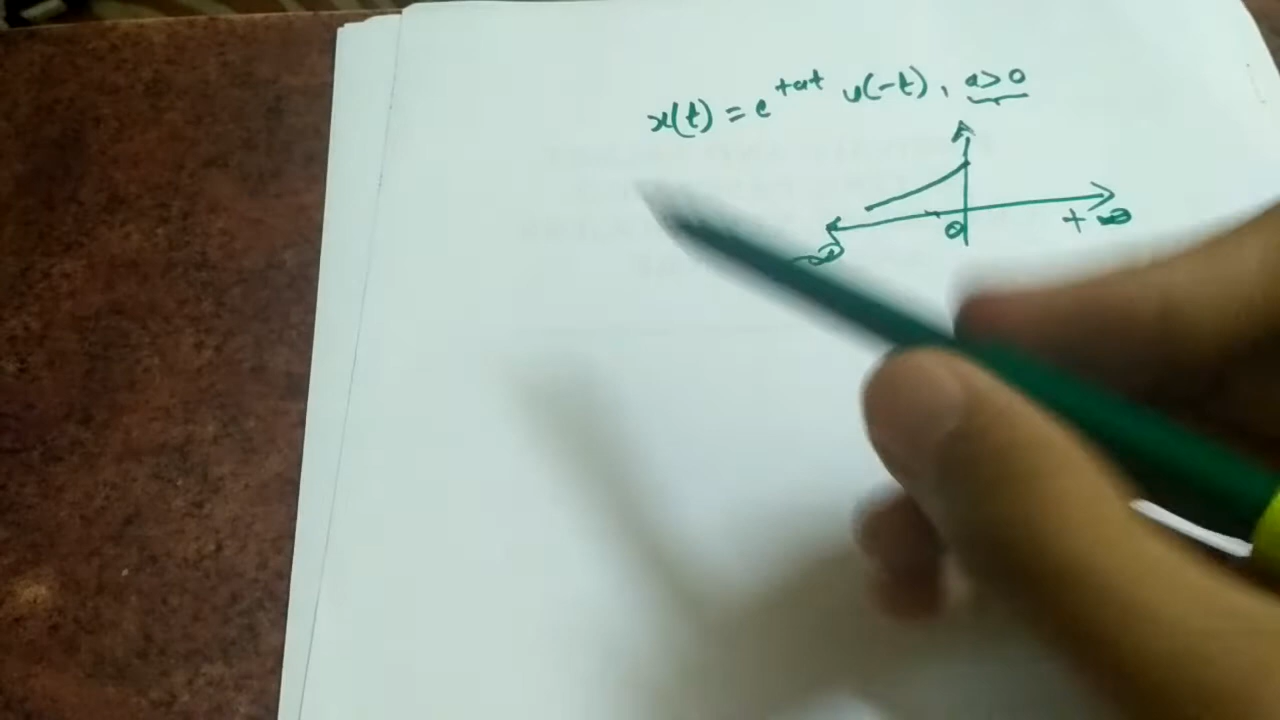 x(t) = e^{+at} u(-t), a>0
0
+∞
-∞